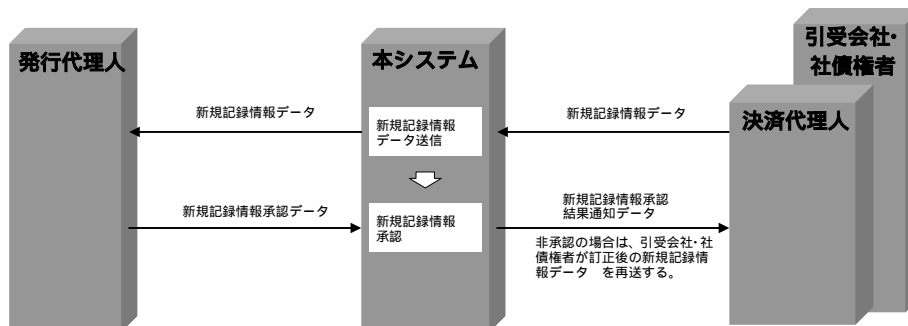 発行代理人
本システム
引受会社・
社債権者
決済代理人
新規記録情報データ
新規記録情報
データ送信
新規記録情報データ
新規記録情報承認データ
新規記録情報
承認
新規記録情報承認
結果通知データ
非承認の場合は、引受会社・社
債権者が訂正後の新規記録情
報データ を再送する。